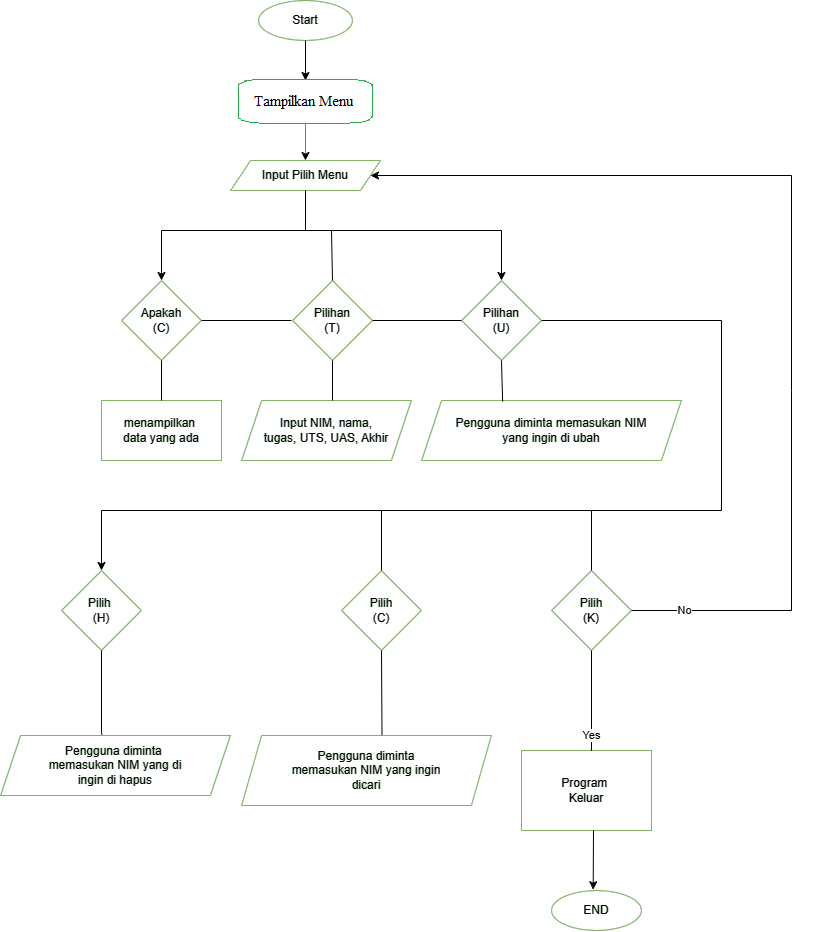 Start
Tampilkan Menu
Input Pilih Menu
Apakah
(C)
Pilihan
(T)
Pilihan
(U)
menampilkan
data yang ada
Input NIM, nama,
tugas, UTS, UAS, Akhir
Pengguna diminta memasukan NIM
yang ingin di ubah
Pilih
(H)
Pilih
(C)
Pilih
(K)
No
Pengguna diminta
memasukan NIM yang di
ingin di hapus
Pengguna diminta
memasukan NIM yang ingin
dicari
Yes
Program
Keluar
END